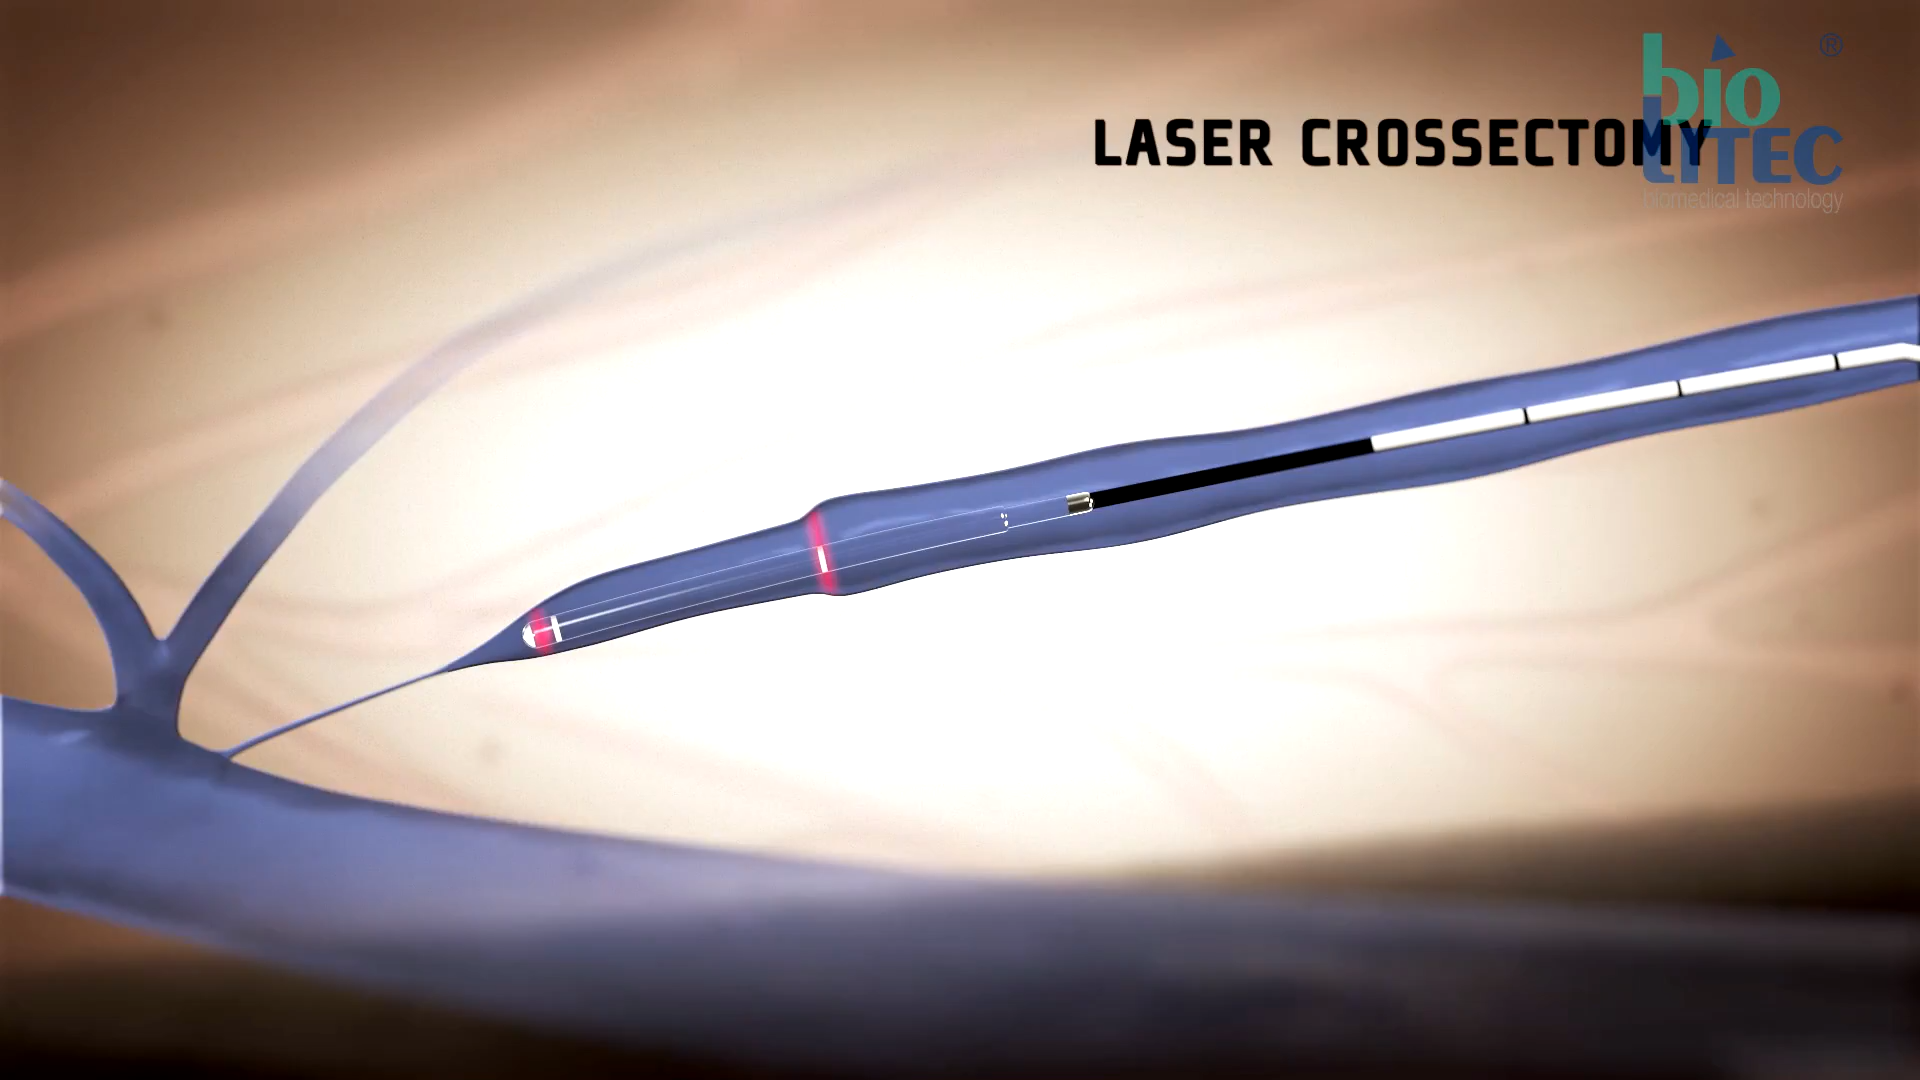 LASER CROSSECTOMY
bio
LITEC
®
biomedical technology